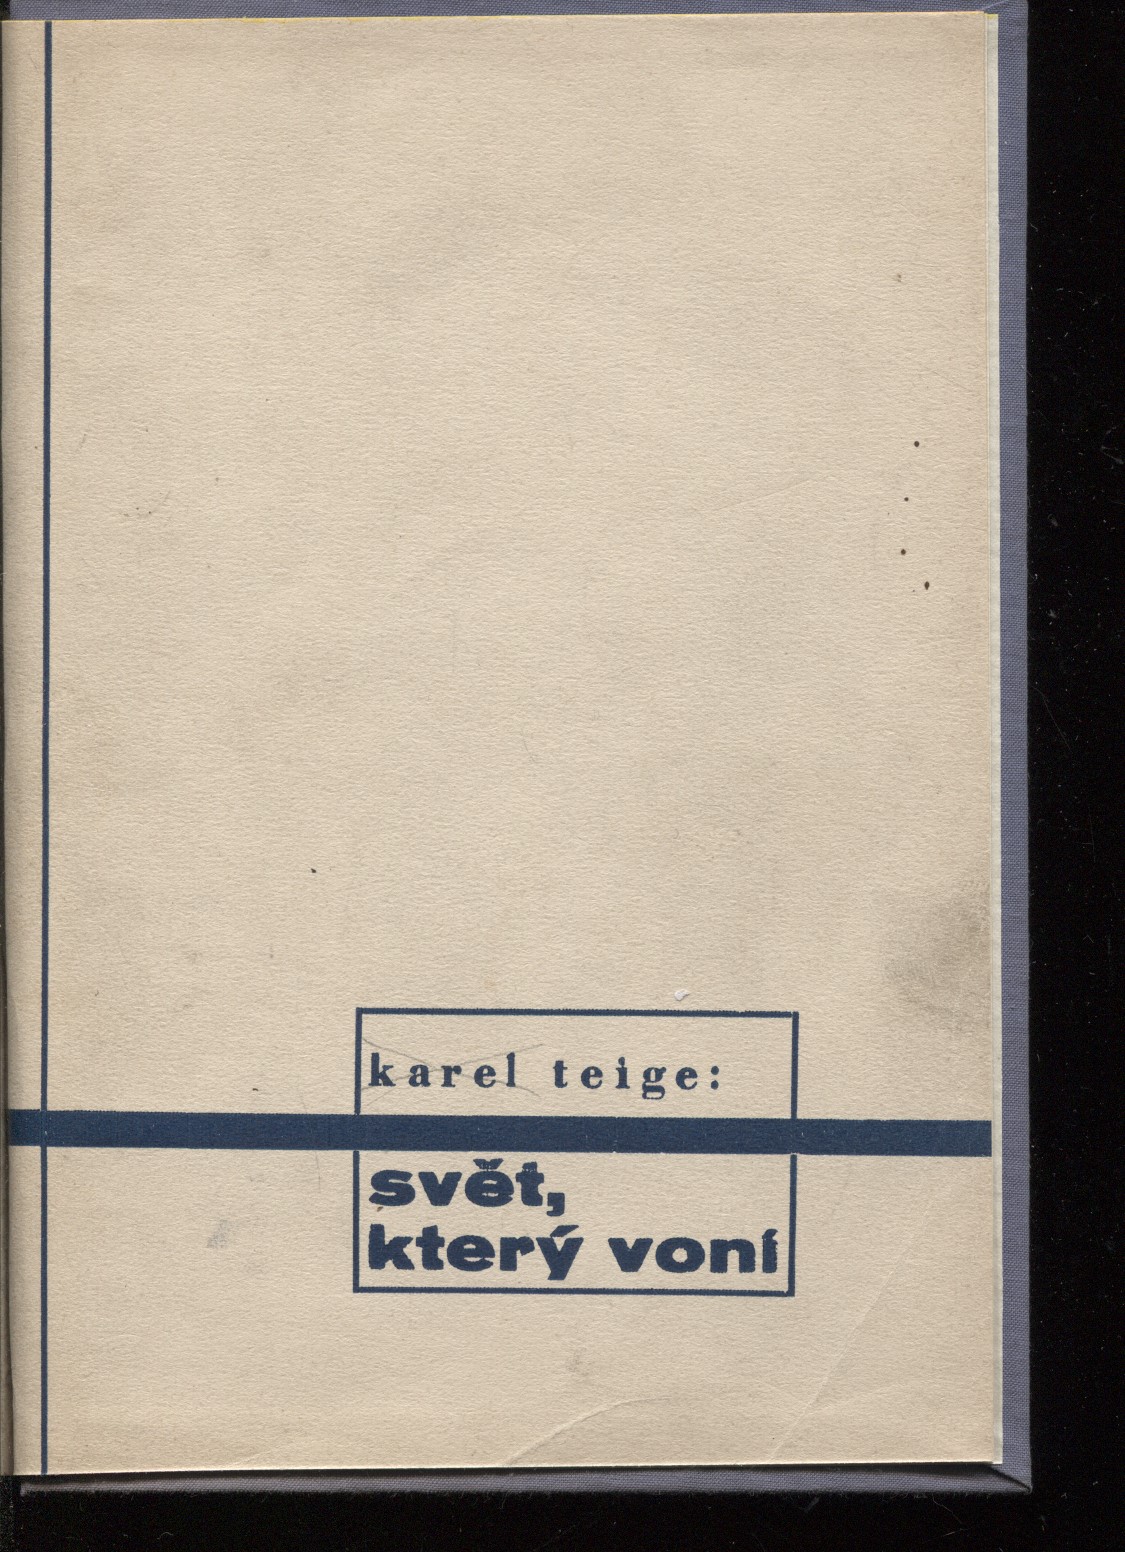 karel teige:
svět,
který voní